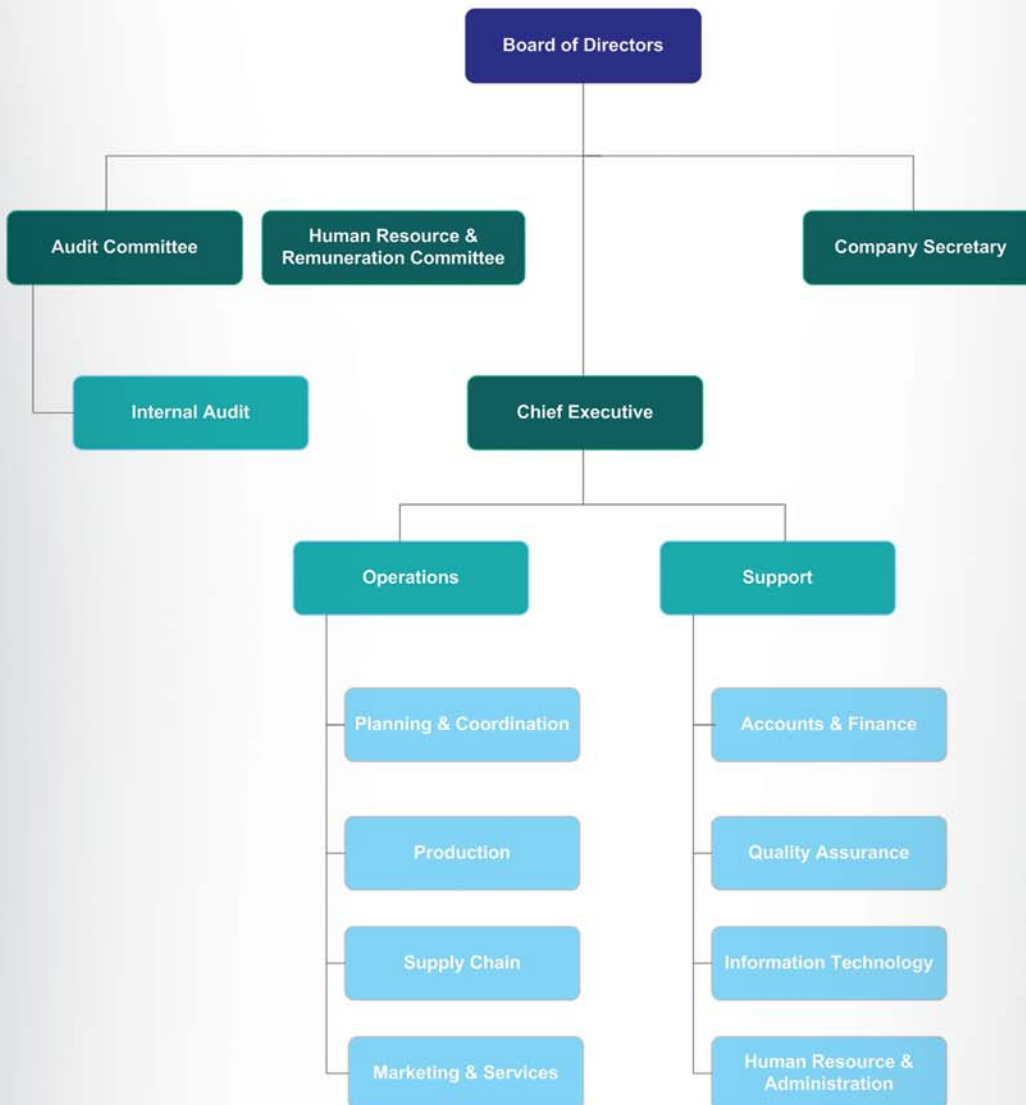 Board of Directors
Audit Committee
Human Resource &
Remuneration Committee
Company Secretary
Internal Audit
Chief Executive
Operations
Support
Planning & Coordination
Accounts & Finance
Production
Quality Assurance
Supply Chain
Information Technology
Marketing & Services
Human Resource &
Administration